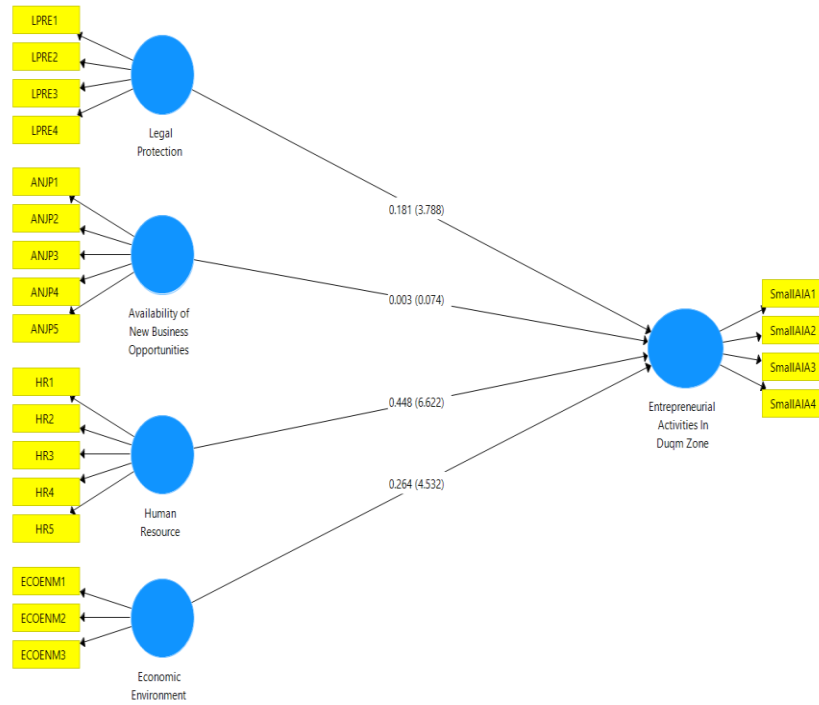 LPRE1
LPRE2
LPRE3
LPRE4
Legal
Protection
ANJP1
ANJP2
ANJP3
ANJP4
ANJP5
Availability of
New Business
Opportunities
HR1
HR2
HR3
HR4
HR5
Human
Resource
ECOENM1
ECOENM2
ECOENM3
Economic
Environment
0.181 (3.788)
0.003 (0.074)
0.448 (6.622)
0.264 (4.532)
SmallAIA1
SmallAIA2
SmallAIA3
SmallAIA4
Entrepreneurial
Activities In
Duqm Zone